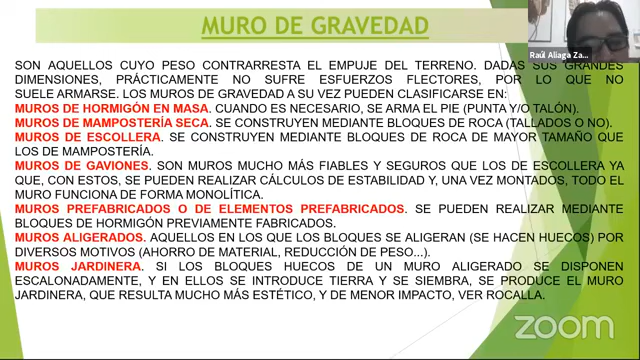 MURO DE GRAVEDAD
Raúl Aliaga Za...
SON AQUELLOS CUYO PESO CONTRARRESTA EL EMPUJE DEL TERRENO. DADAS SUS GRANDES
DIMENSIONES, PRÁCTICAMENTE NO SUFRE ESFUERZOS FLECTORES, POR LO QUE NO
SUELE ARMARSE. LOS MUROS DE GRAVEDAD A SU VEZ PUEDEN CLASIFICARSE EN:
MUROS DE HORMIGÓN EN MASA. CUANDO ES NECESARIO, SE ARMA EL PIE (PUNTA Y/O TALÓN).
MUROS DE MAMPOSTERÍA SECA. SE CONSTRUYEN MEDIANTE BLOQUES DE ROCA (TALLADOS O NO).
MUROS DE ESCOLLERA. SE CONSTRUYEN MEDIANTE BLOQUES DE ROCA DE MAYOR TAMAÑO QUE
LOS DE MAMPOSTERÍA.
MUROS DE GAVIONES. SON MUROS MUCHO MÁS FIABLES Y SEGUROS QUE LOS DE ESCOLLERA YA
QUE, CON ESTOS, SE PUEDEN REALIZAR CÁLCULOS DE ESTABILIDAD Y, UNA VEZ MONTADOS, TODO EL
MURO FUNCIONA DE FORMA MONOLÍTICA.
MUROS PREFABRICADOS O DE ELEMENTOS PREFABRICADOS. SE PUEDEN REALIZAR MEDIANTE
BLOQUES DE HORMIGÓN PREVIAMENTE FABRICADOS.
MUROS ALIGERADOS. AQUELLOS EN LOS QUE LOS BLOQUES SE ALIGERAN (SE HACEN HUECOS) POR
DIVERSOS MOTIVOS (AHORRO DE MATERIAL, REDUCCIÓN DE PESO...).
MUROS JARDINERA. SI LOS BLOQUES HUECOS DE UN MURO ALIGERADO SE DISPONEN
ESCALONADAMENTE, Y EN ELLOS SE INTRODUCE TIERRA Y SE SIEMBRA, SE PRODUCE EL MURO
JARDINERA, QUE RESULTA MUCHO MÁS ESTÉTICO, Y DE MENOR IMPACTO, VER ROCALLA.
zoom